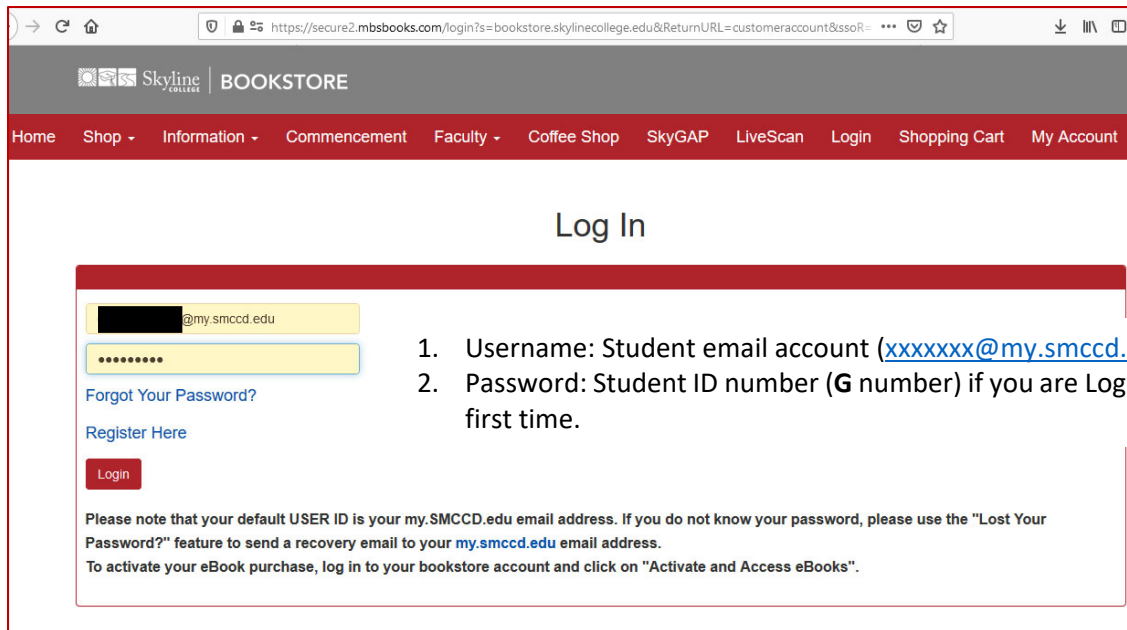 https://secure2.mbsbooks.com/login?s=bookstore.skylinecollege.edu&ReturnURL=customeraccount&ssoR=
Skyline COLLEGE | BOOKSTORE
Home Shop Information Commencement Faculty Coffee Shop SkyGAP LiveScan Login Shopping Cart My Account
Log In
@my.smccd.edu
1. Username: Student email account (xxxxxxx@my.smccd.
2. Password: Student ID number (G number) if you are Log
first time.
Forgot Your Password?
Register Here
Login
Please note that your default USER ID is your my.SMCCD.edu email address. If you do not know your password, please use the "Lost Your
Password?" feature to send a recovery email to your my.smccd.edu email address.
To activate your eBook purchase, log in to your bookstore account and click on "Activate and Access eBooks".